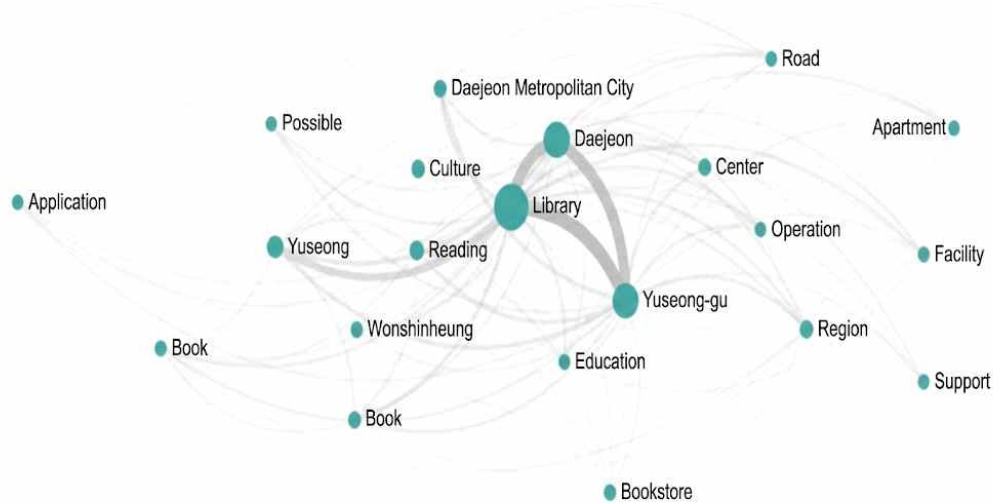 Road
Daejeon Metropolitan City
Possible
Apartment
Daejeon
Culture
Center
Application
Library
Operation
Yuseong
Reading
Facility
Yuseong-gu
Wonshinheung
Region
Book
Education
Support
Book
Bookstore